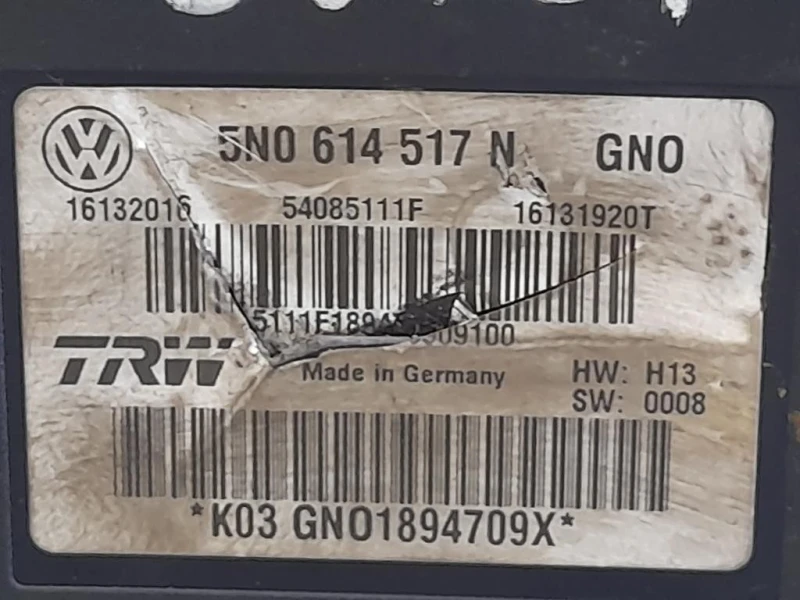 5N0 614 517 N GNO
16132016 54085111F 16131920T
TRW
Made in Germany HW: H13
SW: 0008
*K03 GNO1894709X*